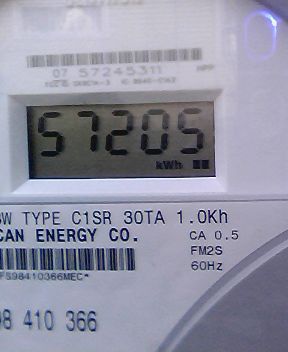 07 57245311
57205
kWh
W TYPE C1SR 30TA 1.0Kh
CAN ENERGY CO.
CA 0.5
FM2S
60Hz
FS98410366MEC*
98 410 366